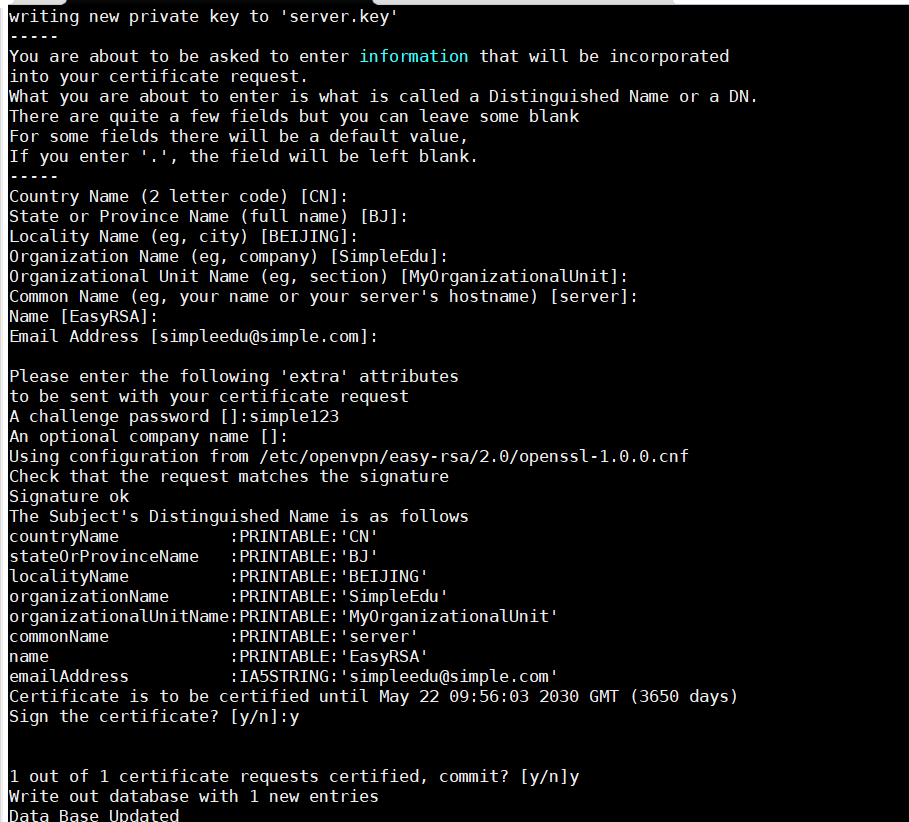 writing new private key to 'server.key'
-----
You are about to be asked to enter information that will be incorporated
into your certificate request.
What you are about to enter is what is called a Distinguished Name or a DN.
There are quite a few fields but you can leave some blank
For some fields there will be a default value,
If you enter '.', the field will be left blank.
-----
Country Name (2 letter code) [CN]:
State or Province Name (full name) [BJ]:
Locality Name (eg, city) [BEIJING]:
Organization Name (eg, company) [SimpleEdu]:
Organizational Unit Name (eg, section) [MyOrganizationalUnit]:
Common Name (eg, your name or your server's hostname) [server]:
Name [EasyRSA]:
Email Address [simpleedu@simple.com]:
Please enter the following 'extra' attributes
to be sent with your certificate request
A challenge password []:simple123
An optional company name []:
Using configuration from /etc/openvpn/easy-rsa/2.0/openssl-1.0.0.cnf
Check that the request matches the signature
Signature ok
The Subject's Distinguished Name is as follows
countryName           :PRINTABLE:'CN'
stateOrProvinceName   :PRINTABLE:'BJ'
localityName          :PRINTABLE:'BEIJING'
organizationName      :PRINTABLE:'SimpleEdu'
organizationalUnitName:PRINTABLE:'MyOrganizationalUnit'
commonName            :PRINTABLE:'server'
name                  :PRINTABLE:'EasyRSA'
emailAddress          :IA5STRING:'simpleedu@simple.com'
Certificate is to be certified until May 22 09:56:03 2030 GMT (3650 days)
Sign the certificate? [y/n]:y
1 out of 1 certificate requests certified, commit? [y/n]y
Write out database with 1 new entries
Data Base Updated